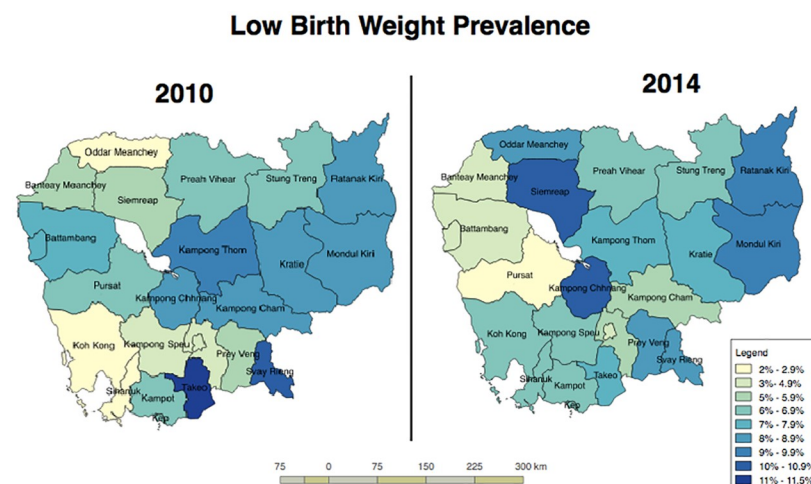 Low Birth Weight Prevalence
2010
2014
Oddar Meanchey
Banteay Meanchey
Siemreap
Preah Vihear
Stung Treng
Ratanak Kiri
Battambang
Kampong Thom
Mondul Kiri
Kratie
Pursat
Kampong Chhnang
Kampong Cham
Koh Kong
Kampong Speu
Prey Veng
Svay Rieng
Takeo
Sihanuk
Kampot
Kep
Oddar Meanchey
Banteay Meanchey
Siemreap
Preah Vihear
Stung Treng
Ratanak Kiri
Battambang
Kampong Thom
Mondul Kiri
Kratie
Pursat
Kampong Chhnang
Kampong Cham
Koh Kong
Kampong Speu
Prey Veng
Svay Rieng
Takeo
Sihanuk
Kampot
Kep
Legend
2% - 2.9%
3% - 4.9%
5% - 5.9%
6% - 6.9%
7% - 7.9%
8% - 8.9%
9% - 9.9%
10% - 10.9%
11% - 11.5%
75 0 75 150 225 300 km